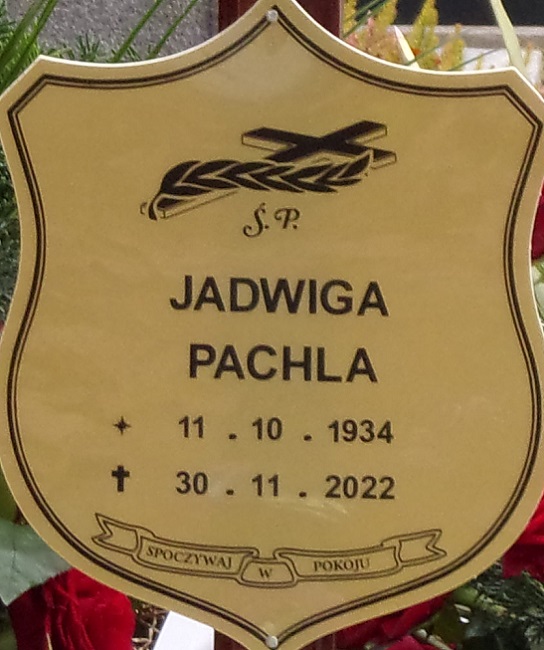 Ś.P.
JADWIGA
PACHLA
11.10.1934
30.11.2022
SPOCZYWAJ W POKOJU